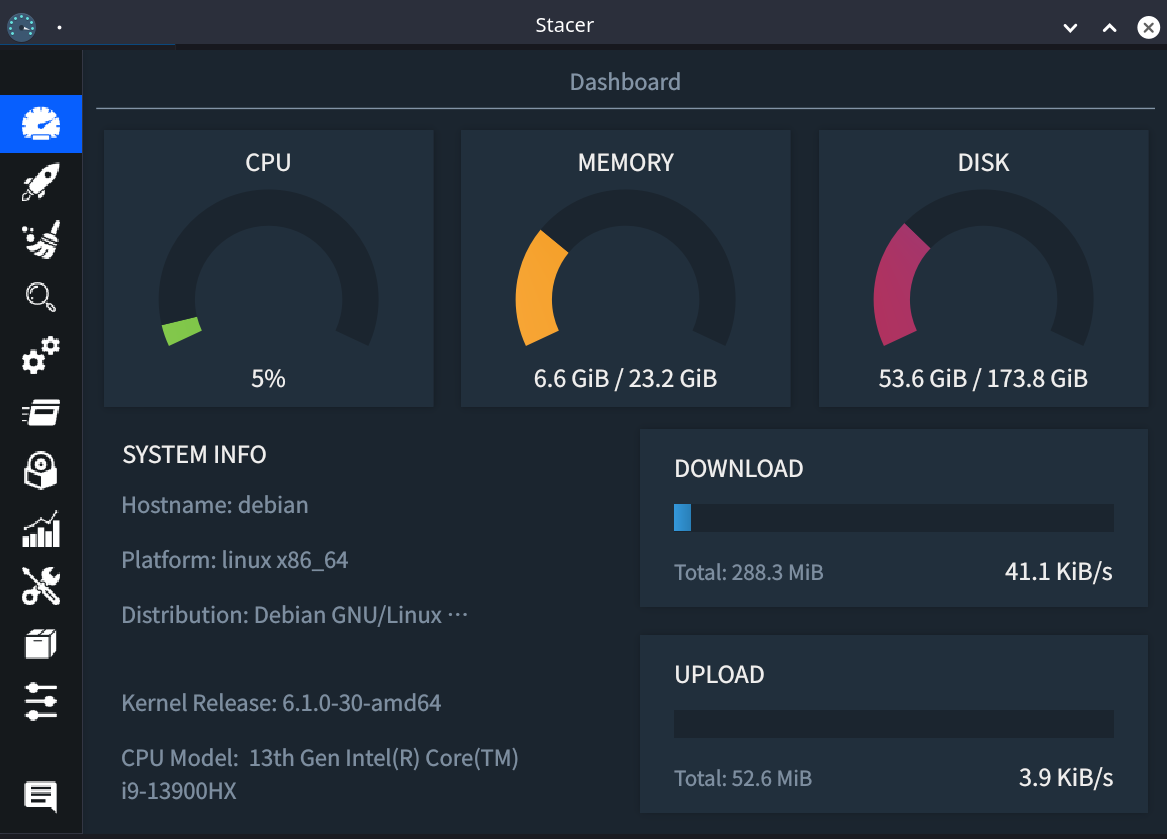 Stacer
Dashboard
CPU
MEMORY
DISK
5%
6.6 GiB / 23.2 GiB
53.6 GiB / 173.8 GiB
SYSTEM INFO
Hostname: debian
Platform: linux x86_64
Distribution: Debian GNU/Linux ⋯
Kernel Release: 6.1.0-30-amd64
CPU Model:  13th Gen Intel(R) Core(TM)
i9-13900HX
DOWNLOAD
Total: 288.3 MiB
41.1 KiB/s
UPLOAD
Total: 52.6 MiB
3.9 KiB/s